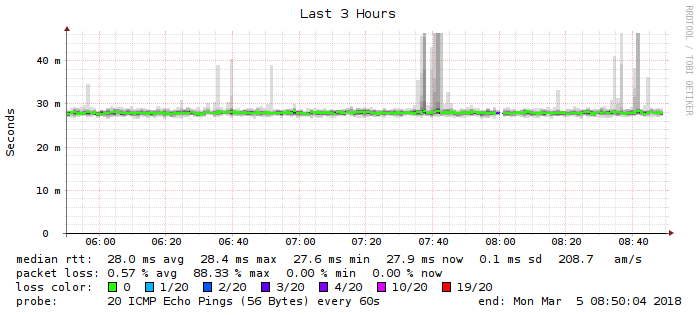 Last 3 Hours
RRDTOOL / TOBI OETIKER
Seconds
40 m
30 m
20 m
10 m
0
06:00 06:20 06:40 07:00 07:20 07:40 08:00 08:20 08:40
median rtt: 28.0 ms avg 28.4 ms max 27.6 ms min 27.9 ms now 0.1 ms sd 208.7 am/s
packet loss: 0.57 % avg 88.33 % max 0.00 % min 0.00 % now
loss color: 0 1/20 2/20 3/20 4/20 10/20 19/20
probe: 20 ICMP Echo Pings (56 Bytes) every 60s end: Mon Mar 5 08:50:04 2018